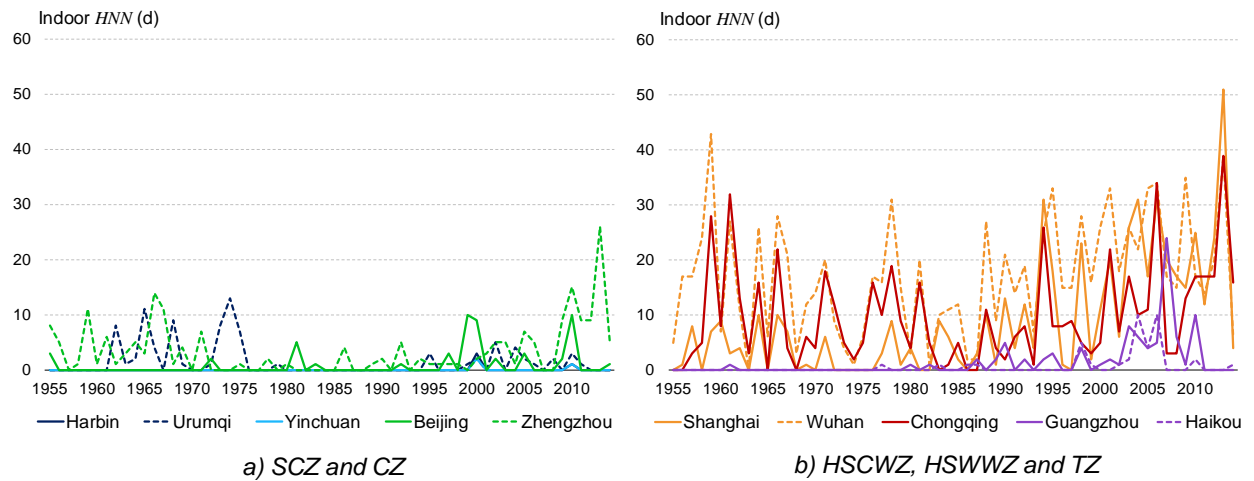 Indoor HNN (d)
60
50
40
30
20
10
0
1955 1960 1965 1970 1975 1980 1985 1990 1995 2000 2005 2010
Harbin Urumqi Yinchuan Beijing Zhengzhou
a) SCZ and CZ
Indoor HNN (d)
60
50
40
30
20
10
0
1955 1960 1965 1970 1975 1980 1985 1990 1995 2000 2005 2010
Shanghai Wuhan Chongqing Guangzhou Haikou
b) HSCWZ, HSWWZ and TZ